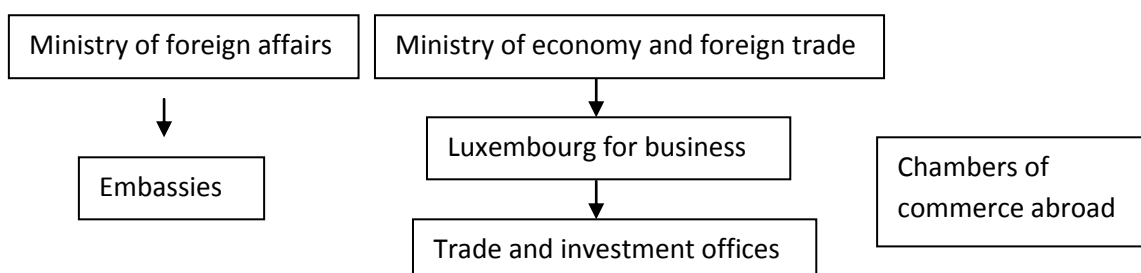 Ministry of foreign affairs
Ministry of economy and foreign trade
Luxembourg for business
Embassies
Chambers of
commerce abroad
Trade and investment offices